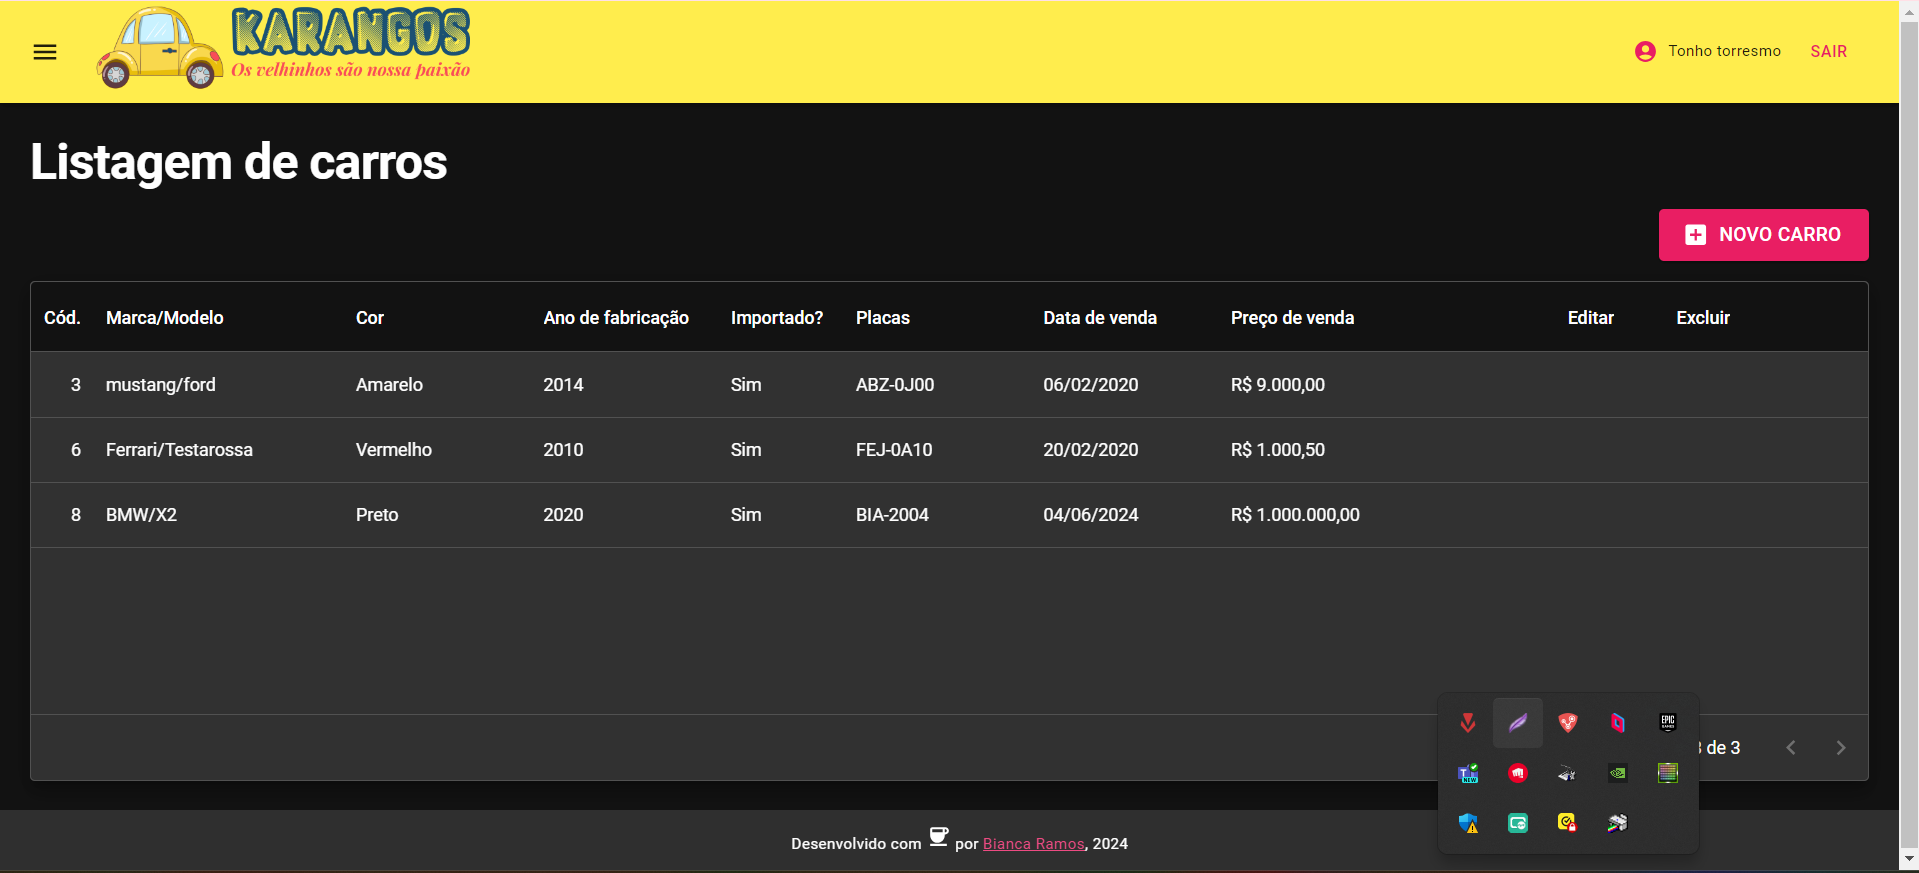 KARANGOS
Os velhinhos são nossa paixão
Tonho torresmo SAIR
Listagem de carros
NOVO CARRO
Cód. Marca/Modelo Cor Ano de fabricação Importado? Placas Data de venda Preço de venda Editar Excluir
3 mustang/ford Amarelo 2014 Sim ABZ-0J00 06/02/2020 R$ 9.000,00
6 Ferrari/Testarossa Vermelho 2010 Sim FEJ-0A10 20/02/2020 R$ 1.000,50
8 BMW/X2 Preto 2020 Sim BIA-2004 04/06/2024 R$ 1.000.000,00
EPIC
GAMES
de 3
NEW
Desenvolvido com por Bianca Ramos, 2024